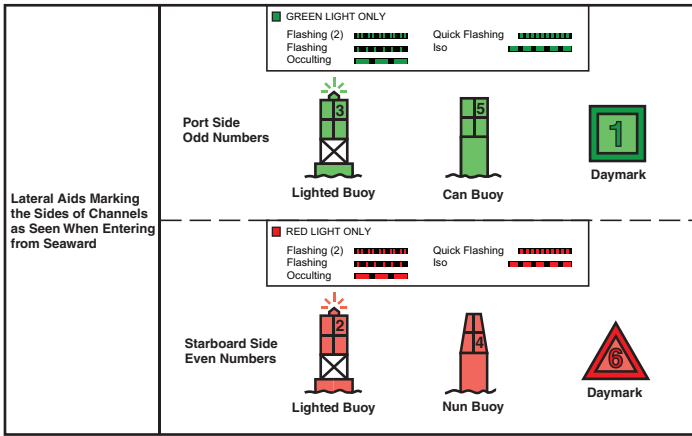 GREEN LIGHT ONLY
Flashing (2)
Quick Flashing
Flashing
Iso
Occulting
Port Side
Odd Numbers
3
5
1
Lighted Buoy
Can Buoy
Daymark
Lateral Aids Marking
the Sides of Channels
as Seen When Entering
from Seaward
RED LIGHT ONLY
Flashing (2)
Quick Flashing
Flashing
Iso
Occulting
Starboard Side
Even Numbers
2
4
6
Lighted Buoy
Nun Buoy
Daymark